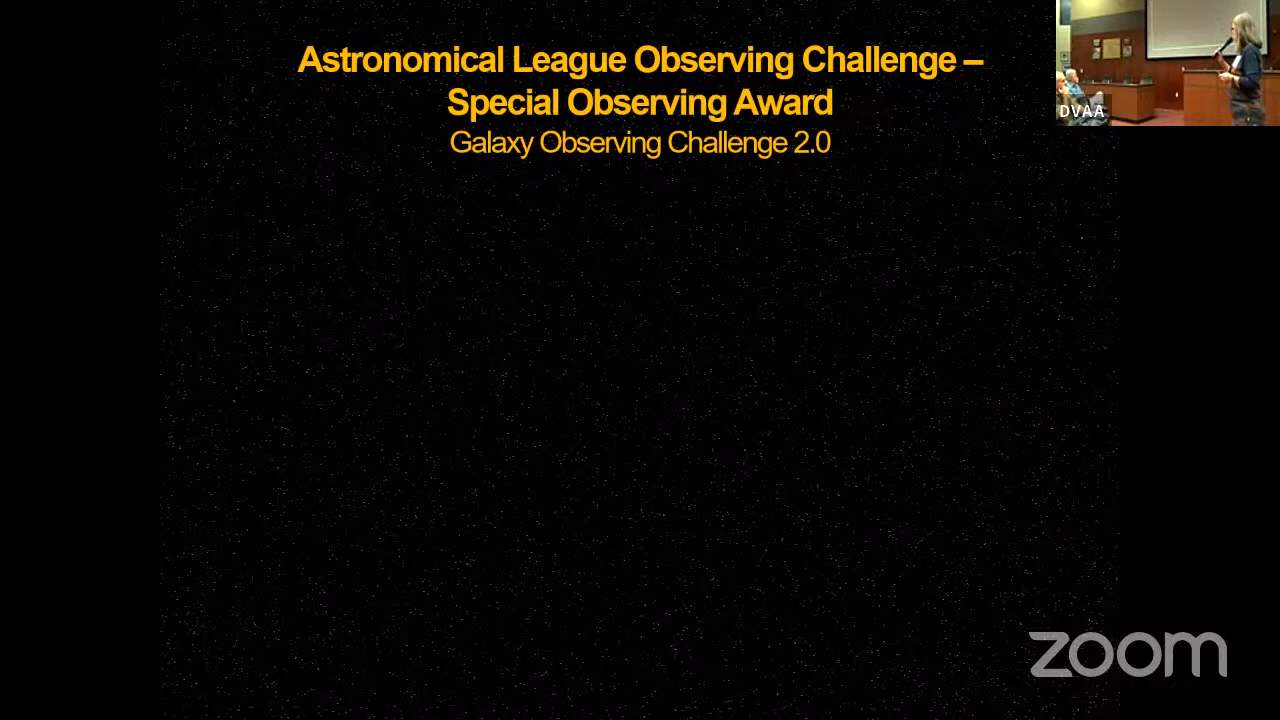 Astronomical League Observing Challenge –
Special Observing Award
Galaxy Observing Challenge 2.0
DVAA
zoom